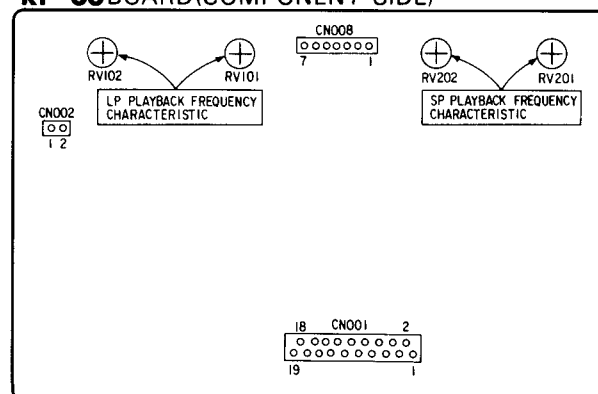 BOARD(COMPONENT SIDE)
CN008
7 1
RV102 RV101 RV202 RV201
LP PLAYBACK FREQUENCY
CHARACTERISTIC
SP PLAYBACK FREQUENCY
CHARACTERISTIC
CN002
1 2
18 CN001 2
19 1